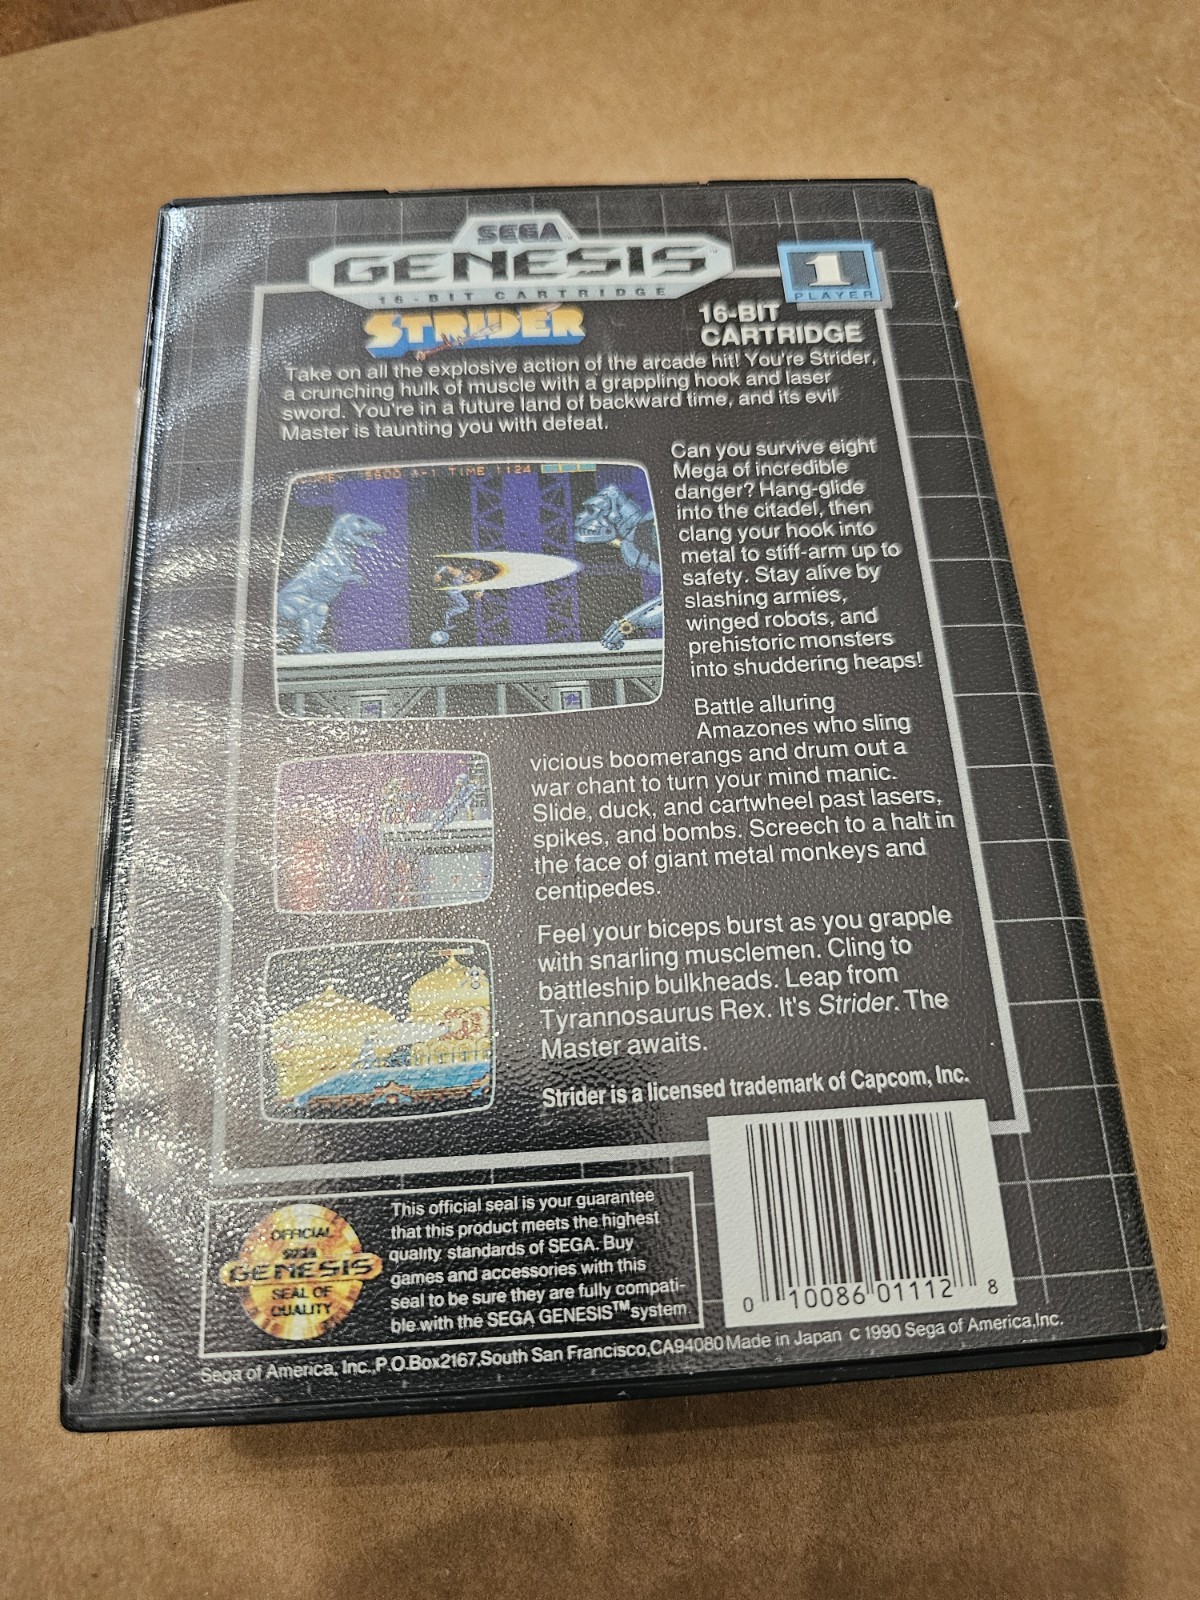 SEGA
GENESIS
16-BIT CARTRIDGE
1
PLAYER
STRIDER
16-BIT
CARTRIDGE
Take on all the explosive action of the arcade hit! You're Strider,
a crunching hulk of muscle with a grappling hook and laser
sword. You're in a future land of backward time, and its evil
Master is taunting you with defeat.
5600 TIME 1124
Can you survive eight
Mega of incredible
danger? Hang-glide
into the citadel, then
clang your hook into
metal to stiff-arm up to
safety. Stay alive by
slashing armies,
winged robots, and
prehistoric monsters
into shuddering heaps!
Battle alluring
Amazones who sling
vicious boomerangs and drum out a
war chant to turn your mind manic.
Slide, duck, and cartwheel past lasers,
spikes, and bombs. Screech to a halt in
the face of giant metal monkeys and
centipedes.
Feel your biceps burst as you grapple
with snarling musclemen. Cling to
battleship bulkheads. Leap from
Tyrannosaurus Rex. It's Strider. The
Master awaits.
Strider is a licensed trademark of Capcom, Inc.
OFFICIAL
SEGA
GENESIS
SEAL OF
QUALITY
This official seal is your guarantee
that this product meets the highest
quality standards of SEGA. Buy
games and accessories with this
seal to be sure they are fully compati-
ble with the SEGA GENESIS™ system.
0 10086 01112 8
Sega of America, Inc., P.O.Box2167,South San Francisco,CA94080 Made in Japan © 1990 Sega of America,Inc.